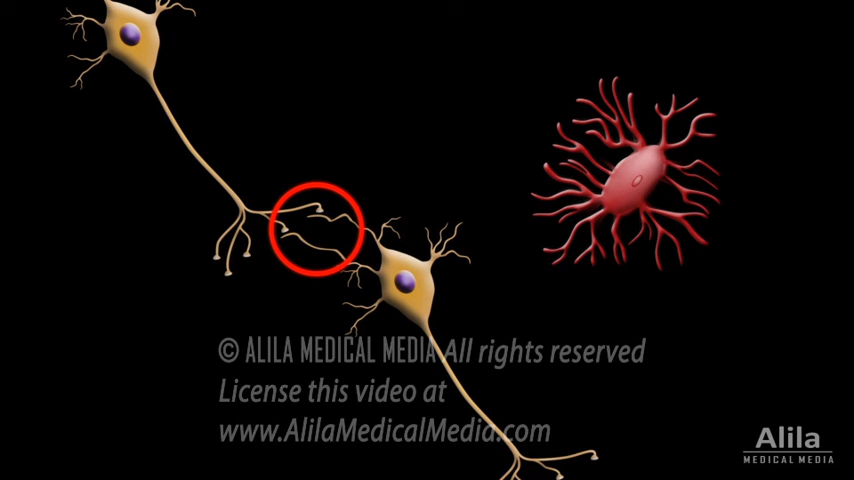 © ALILA MEDICAL MEDIA All rights reserved
License this video at
www.AlilaMedicalMedia.com
Alila
MEDICAL MEDIA